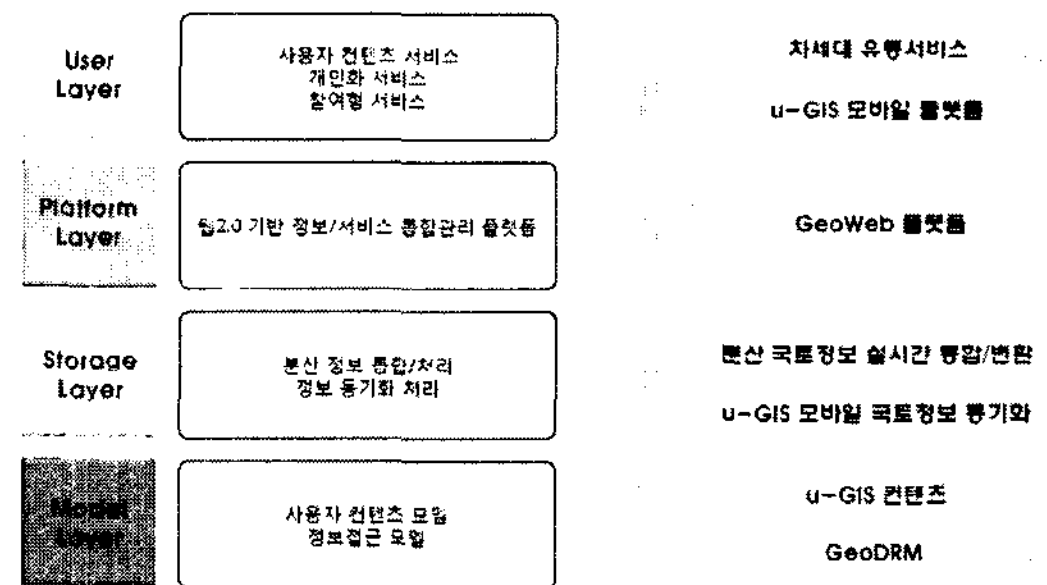 User
Layer
사용자 컨텐츠 서비스
개인화 서비스
참여형 서비스
차세대 유행서비스
u-GIS 모바일 플랫폼
Platform
Layer
웹2.0 기반 정보/서비스 통합관리 플랫폼
GeoWeb 플랫폼
Storage
Layer
분산 정보 통합/처리
정보 동기화 처리
분산 국토정보 실시간 통합/변환
u-GIS 모바일 국토정보 동기화
Model
Layer
사용자 컨텐츠 모델
정보접근 모델
u-GIS 컨텐츠
GeoDRM